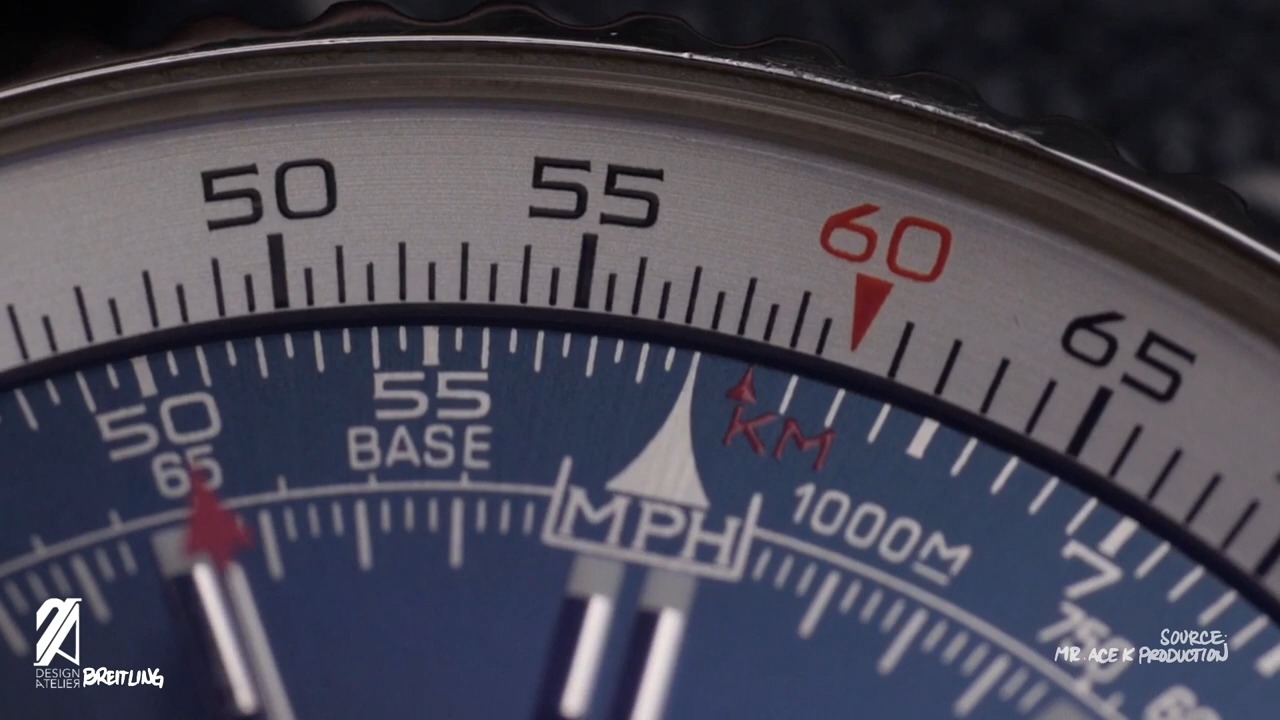 50
55
60
65
50
65
55
BASE
MPH
KM
1000M
7
750
SOURCE:
MR. ACE K PRODUCTION
DESIGN
ATELIER
BREITLING